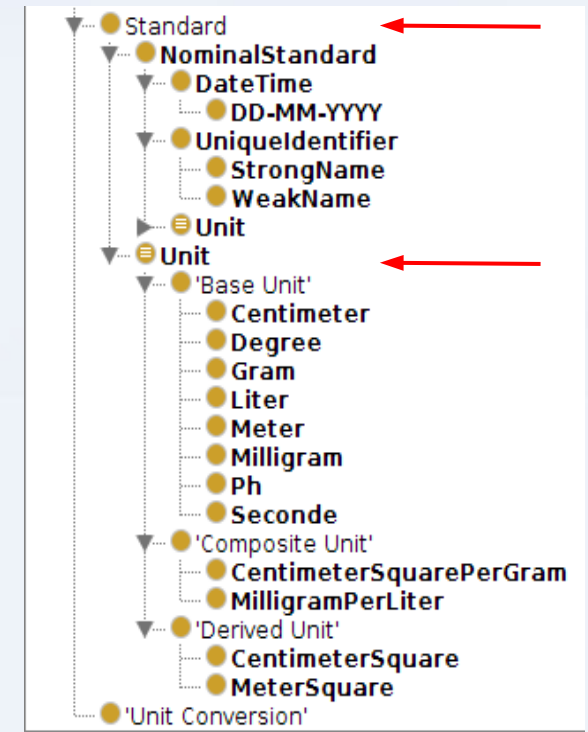 Standard
NominalStandard
DateTime
DD-MM-YYYY
UniqueIdentifier
StrongName
WeakName
Unit
Unit
'Base Unit'
Centimeter
Degree
Gram
Liter
Meter
Milligram
Ph
Seconde
'Composite Unit'
CentimeterSquarePerGram
MilligramPerLiter
'Derived Unit'
CentimeterSquare
MeterSquare
'Unit Conversion'